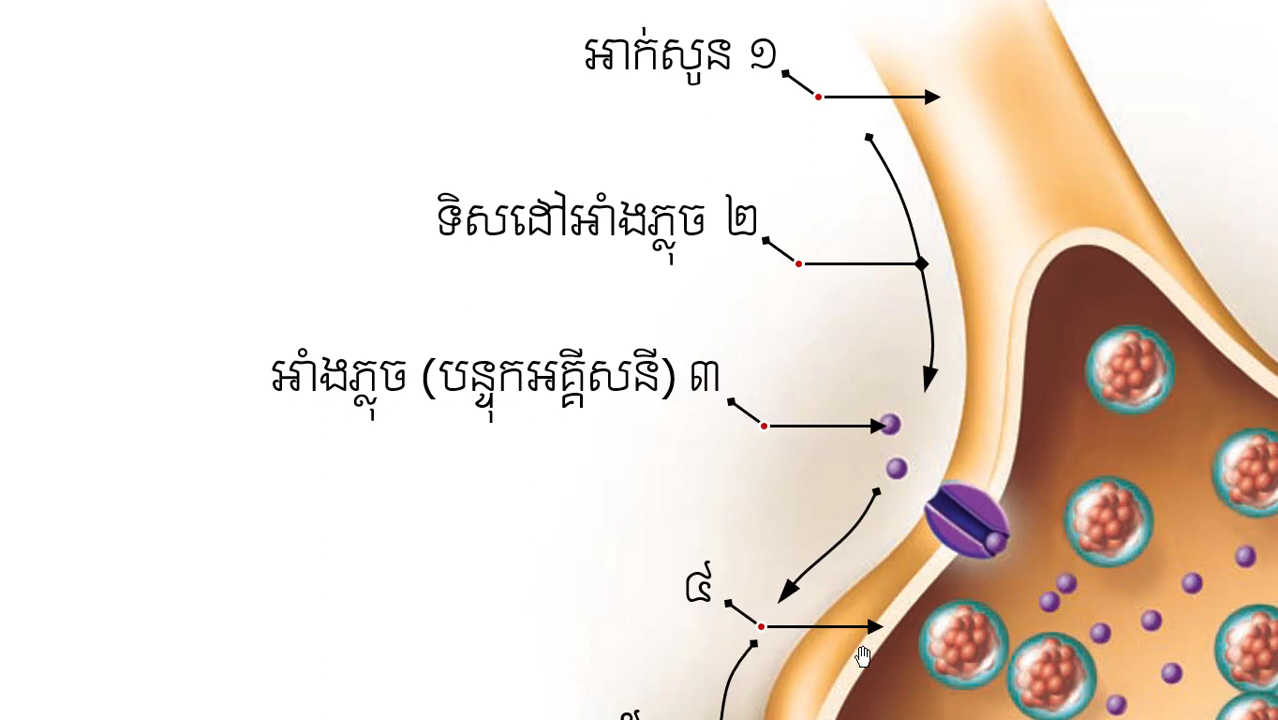 អាក់សូន ១
ទិសដៅអាំងភ្លុច ២
អាំងភ្លុច (បន្ទុកអគ្គីសនី) ៣
៤